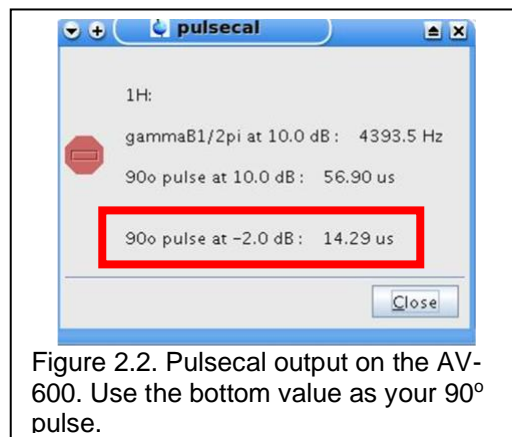 pulsecal
1H:
gammaB1/2pi at 10.0 dB : 4393.5 Hz
90o pulse at 10.0 dB : 56.90 us
90o pulse at -2.0 dB : 14.29 us
Close
Figure 2.2. Pulsecal output on the AV-
600. Use the bottom value as your 90º
pulse.